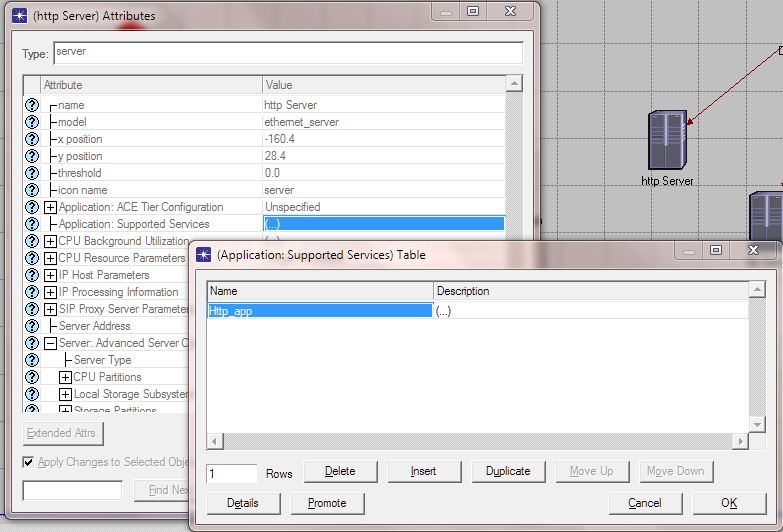 (http Server) Attributes
Type: server
Attribute Value
name http Server
model ethernet_server
x position -160.4
y position 28.4
threshold 0.0
icon name server
Application: ACE Tier Configuration Unspecified
Application: Supported Services (...)
CPU Background Utilization
CPU Resource Parameters
IP Host Parameters
IP Processing Information
SIP Proxy Server Parameter
Server Address
Server: Advanced Server C
Server Type
CPU Partitions
Local Storage Subsyste
Storage Partitions
Extended Attrs.
Apply Changes to Selected Obje
Find Nex
http Server
(Application: Supported Services) Table
Name Description
Http_app (...)
1 Rows Delete Insert Duplicate Move Up Move Down
Details Promote Cancel OK